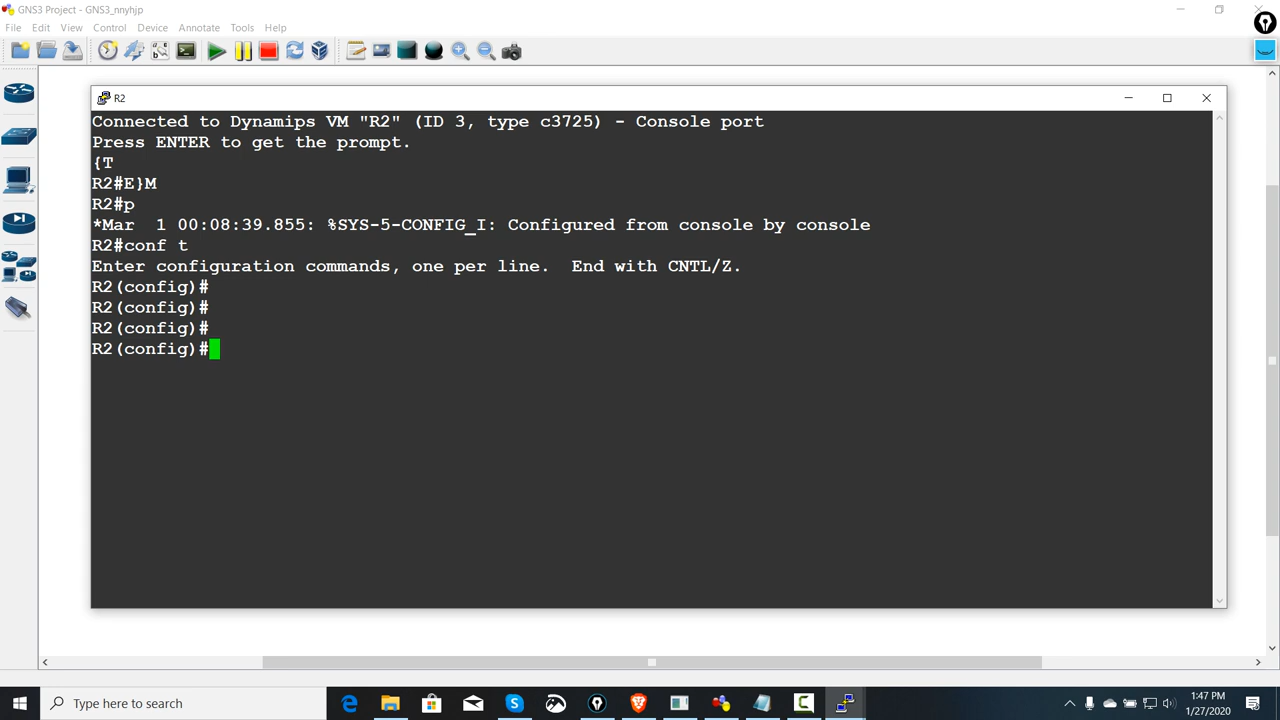 GNS3 Project - GNS3_nnyhjp
File Edit View Control Device Annotate Tools Help
R2
Connected to Dynamips VM "R2" (ID 3, type c3725) - Console port
Press ENTER to get the prompt.
{T
R2#E}M
R2#p
*Mar  1 00:08:39.855: %SYS-5-CONFIG_I: Configured from console by console
R2#conf t
Enter configuration commands, one per line.  End with CNTL/Z.
R2(config)#
R2(config)#
R2(config)#
R2(config)#
Type here to search
1:47 PM
1/27/2020